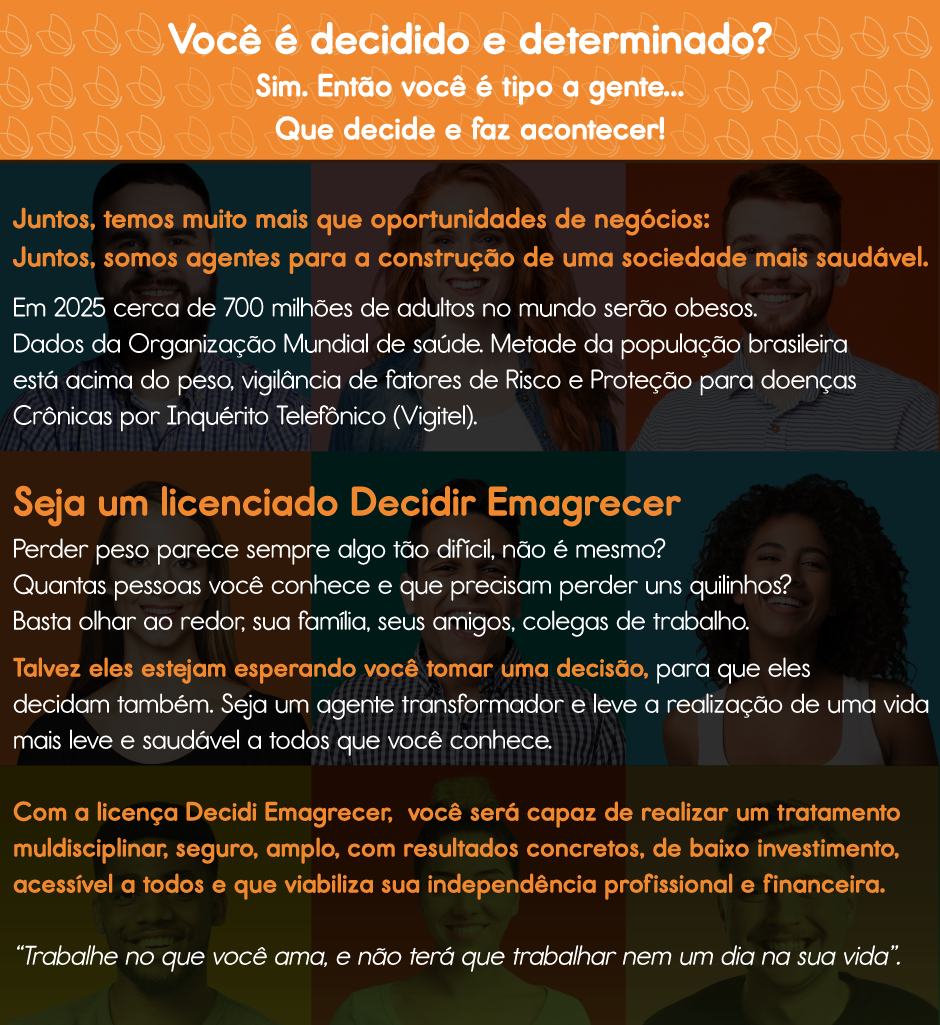 Você é decidido e determinado?
Sim. Então você é tipo a gente...
Que decide e faz acontecer!
Juntos, temos muito mais que oportunidades de negócios:
Juntos, somos agentes para a construção de uma sociedade mais saudável.
Em 2025 cerca de 700 milhões de adultos no mundo serão obesos.
Dados da Organização Mundial de saúde. Metade da população brasileira
está acima do peso, vigilância de fatores de Risco e Proteção para doenças
Crônicas por Inquérito Telefônico (Vigitel).
Seja um licenciado Decidir Emagrecer
Perder peso parece sempre algo tão difícil, não é mesmo?
Quantas pessoas você conhece e que precisam perder uns quilinhos?
Basta olhar ao redor, sua família, seus amigos, colegas de trabalho.
Talvez eles estejam esperando você tomar uma decisão, para que eles
decidam também. Seja um agente transformador e leve a realização de uma vida
mais leve e saudável a todos que você conhece.
Com a licença Decidi Emagrecer, você será capaz de realizar um tratamento
muldisciplinar, seguro, amplo, com resultados concretos, de baixo investimento,
acessível a todos e que viabiliza sua independência profissional e financeira.
“Trabalhe no que você ama, e não terá que trabalhar nem um dia na sua vida”.